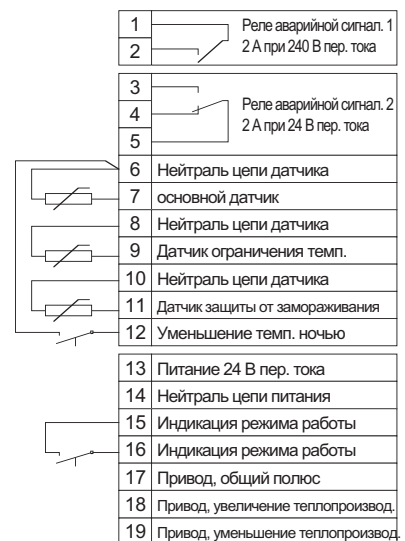 1
Реле аварийной сигнал. 1
2
2 А при 240 В пер. тока
3
4
Реле аварийной сигнал. 2
2 А при 24 В пер. тока
5
6 Нейтраль цепи датчика
7 основной датчик
8 Нейтраль цепи датчика
9 Датчик ограничения темп.
10 Нейтраль цепи датчика
11 Датчик защиты от замораживания
12 Уменьшение темп. ночью
13 Питание 24 В пер. тока
14 Нейтраль цепи питания
15 Индикация режима работы
16 Индикация режима работы
17 Привод, общий полюс
18 Привод, увеличение теплопроизвод.
19 Привод, уменьшение теплопроизвод.